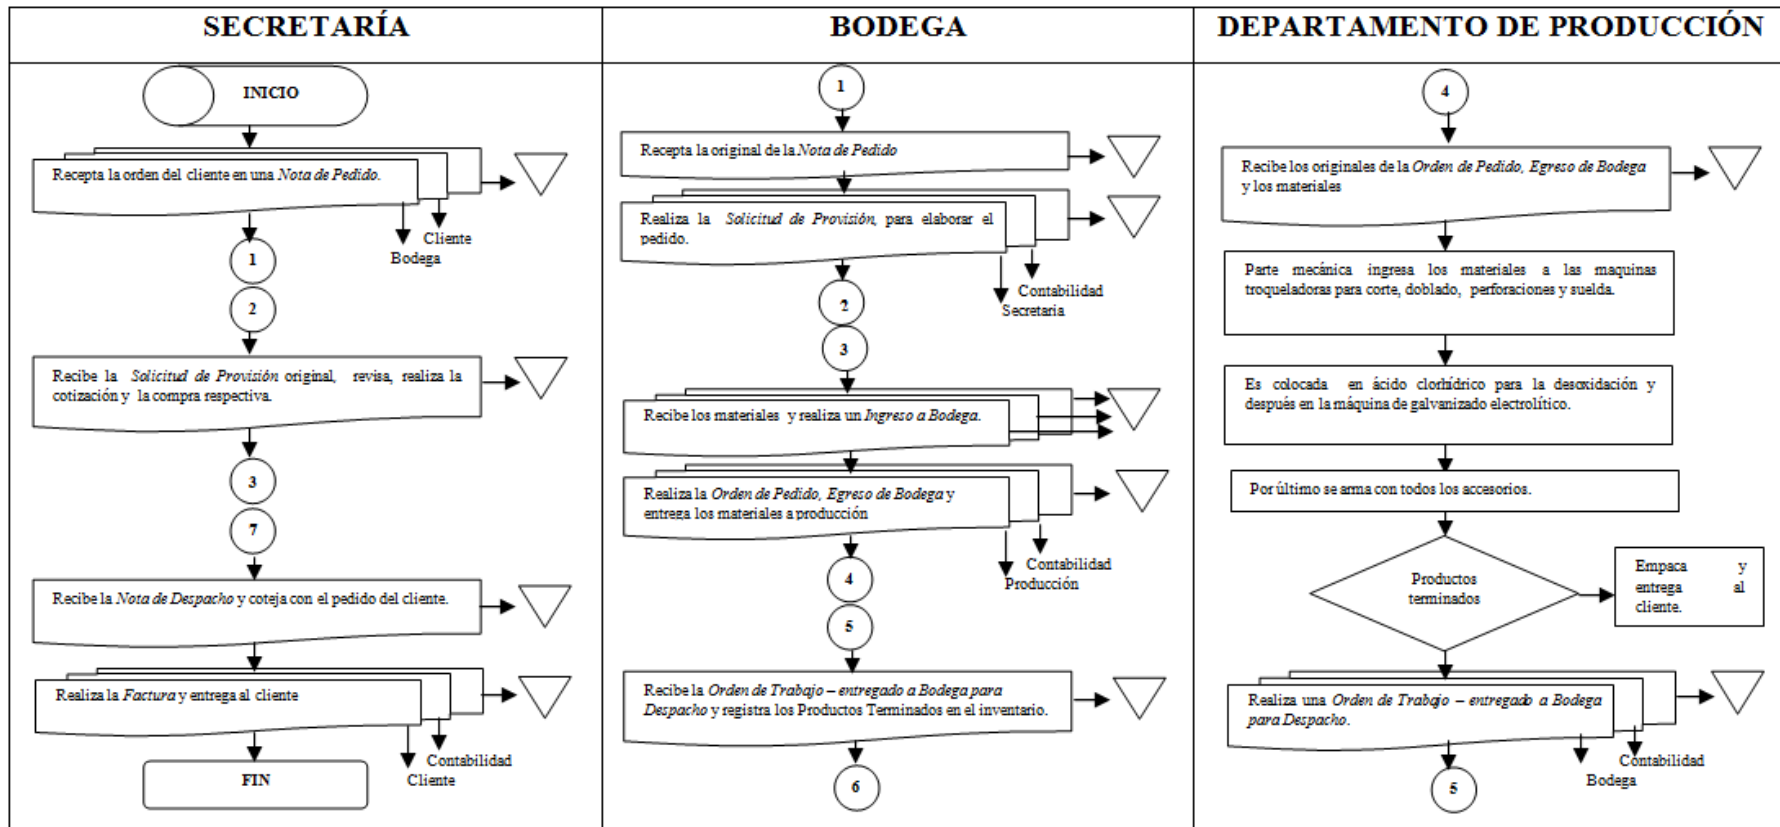 SECRETARÍA
INICIO
Recepta la orden del cliente en una Nota de Pedido.
Cliente
Bodega
1
2
Recibe la Solicitud de Provisión original, revisa, realiza la
cotización y la compra respectiva.
3
7
Recibe la Nota de Despacho y coteja con el pedido del cliente.
Realiza la Factura y entrega al cliente
Contabilidad
Cliente
FIN
BODEGA
1
Recepta la original de la Nota de Pedido
Realiza la Solicitud de Provisión, para elaborar el
pedido.
Contabilidad
Secretaria
2
3
Recibe los materiales y realiza un Ingreso a Bodega.
Realiza la Orden de Pedido, Egreso de Bodega y
entrega los materiales a producción
Contabilidad
Producción
4
5
Recibe la Orden de Trabajo – entregado a Bodega para
Despacho y registra los Productos Terminados en el inventario.
6
DEPARTAMENTO DE PRODUCCIÓN
4
Recibe los originales de la Orden de Pedido, Egreso de Bodega
y los materiales
Parte mecánica ingresa los materiales a las maquinas
troqueladoras para corte, doblado, perforaciones y suelda.
Es colocada en ácido clorhídrico para la desoxidación y
después en la máquina de galvanizado electrolítico.
Por último se arma con todos los accesorios.
Productos
terminados
Empaca y
entrega al
cliente.
Realiza una Orden de Trabajo – entregado a Bodega
para Despacho.
Contabilidad
Bodega
5